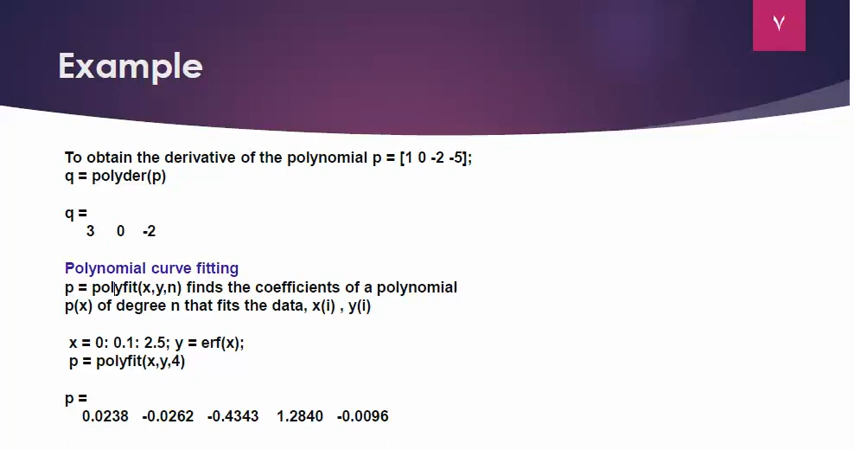 ٧
Example
To obtain the derivative of the polynomial p = [1 0 -2 -5];
q = polyder(p)
q =
3 0 -2
Polynomial curve fitting
p = polyfit(x,y,n) finds the coefficients of a polynomial
p(x) of degree n that fits the data, x(i) , y(i)
x = 0: 0.1: 2.5; y = erf(x);
p = polyfit(x,y,4)
p =
0.0238 -0.0262 -0.4343 1.2840 -0.0096